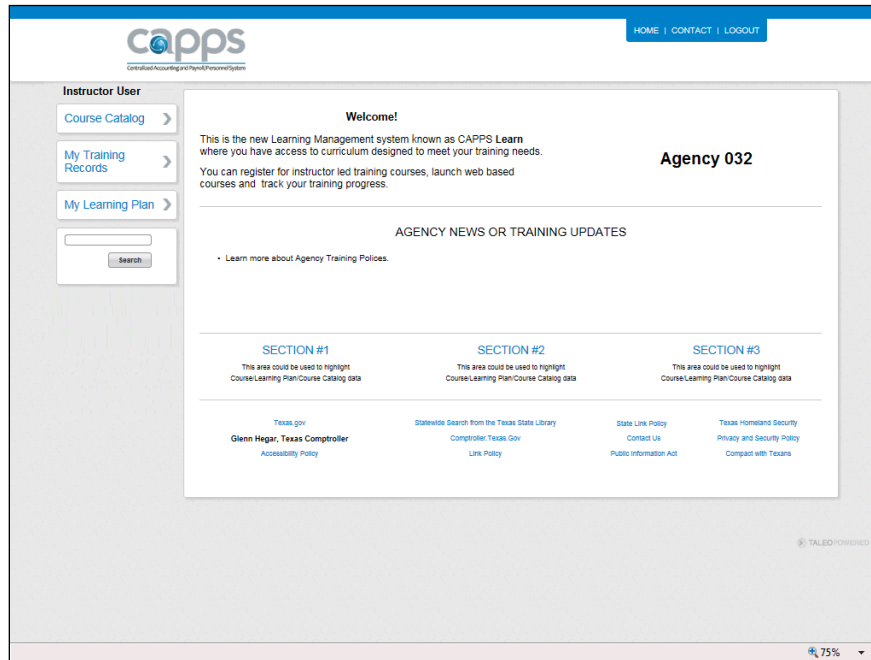 HOME | CONTACT | LOGOUT
capps
Centralized Accounting and Payroll/Personnel System
Instructor User
Course Catalog
My Training
Records
My Learning Plan
Search
Welcome!
This is the new Learning Management system known as CAPPS Learn
where you have access to curriculum designed to meet your training needs.
You can register for instructor led training courses, launch web based
courses and track your training progress.
Agency 032
AGENCY NEWS OR TRAINING UPDATES
• Learn more about Agency Training Polices.
SECTION #1
This area could be used to highlight
Course/Learning Plan/Course Catalog data
SECTION #2
This area could be used to highlight
Course/Learning Plan/Course Catalog data
SECTION #3
This area could be used to highlight
Course/Learning Plan/Course Catalog data
Texas.gov
Statewide Search from the Texas State Library
State Link Policy
Texas Homeland Security
Glenn Hegar, Texas Comptroller
Comptroller.Texas.Gov
Contact Us
Privacy and Security Policy
Accessibility Policy
Link Policy
Public Information Act
Compact with Texans
TALEO POWERED
75%